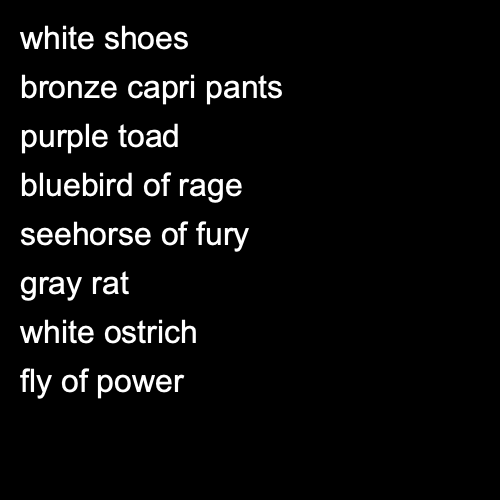 white shoes
bronze capri pants
purple toad
bluebird of rage
seehorse of fury
gray rat
white ostrich
fly of power